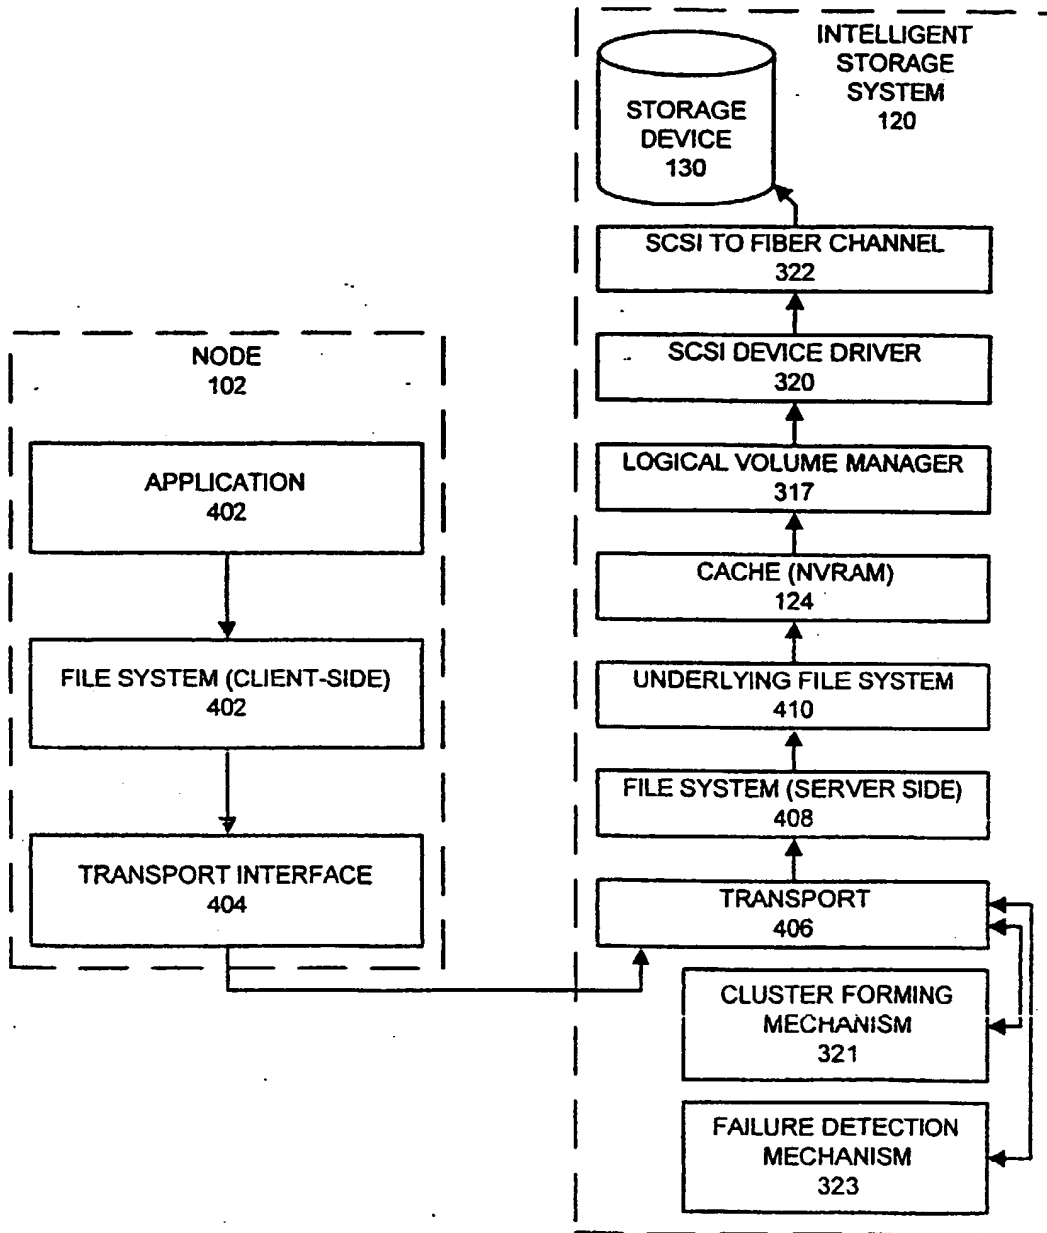 INTELLIGENT
STORAGE
SYSTEM
120
STORAGE
DEVICE
130
SCSI TO FIBER CHANNEL
322
SCSI DEVICE DRIVER
320
LOGICAL VOLUME MANAGER
317
CACHE (NVRAM)
124
UNDERLYING FILE SYSTEM
410
FILE SYSTEM (SERVER SIDE)
408
TRANSPORT
406
CLUSTER FORMING
MECHANISM
321
FAILURE DETECTION
MECHANISM
323
NODE
102
APPLICATION
402
FILE SYSTEM (CLIENT-SIDE)
402
TRANSPORT INTERFACE
404